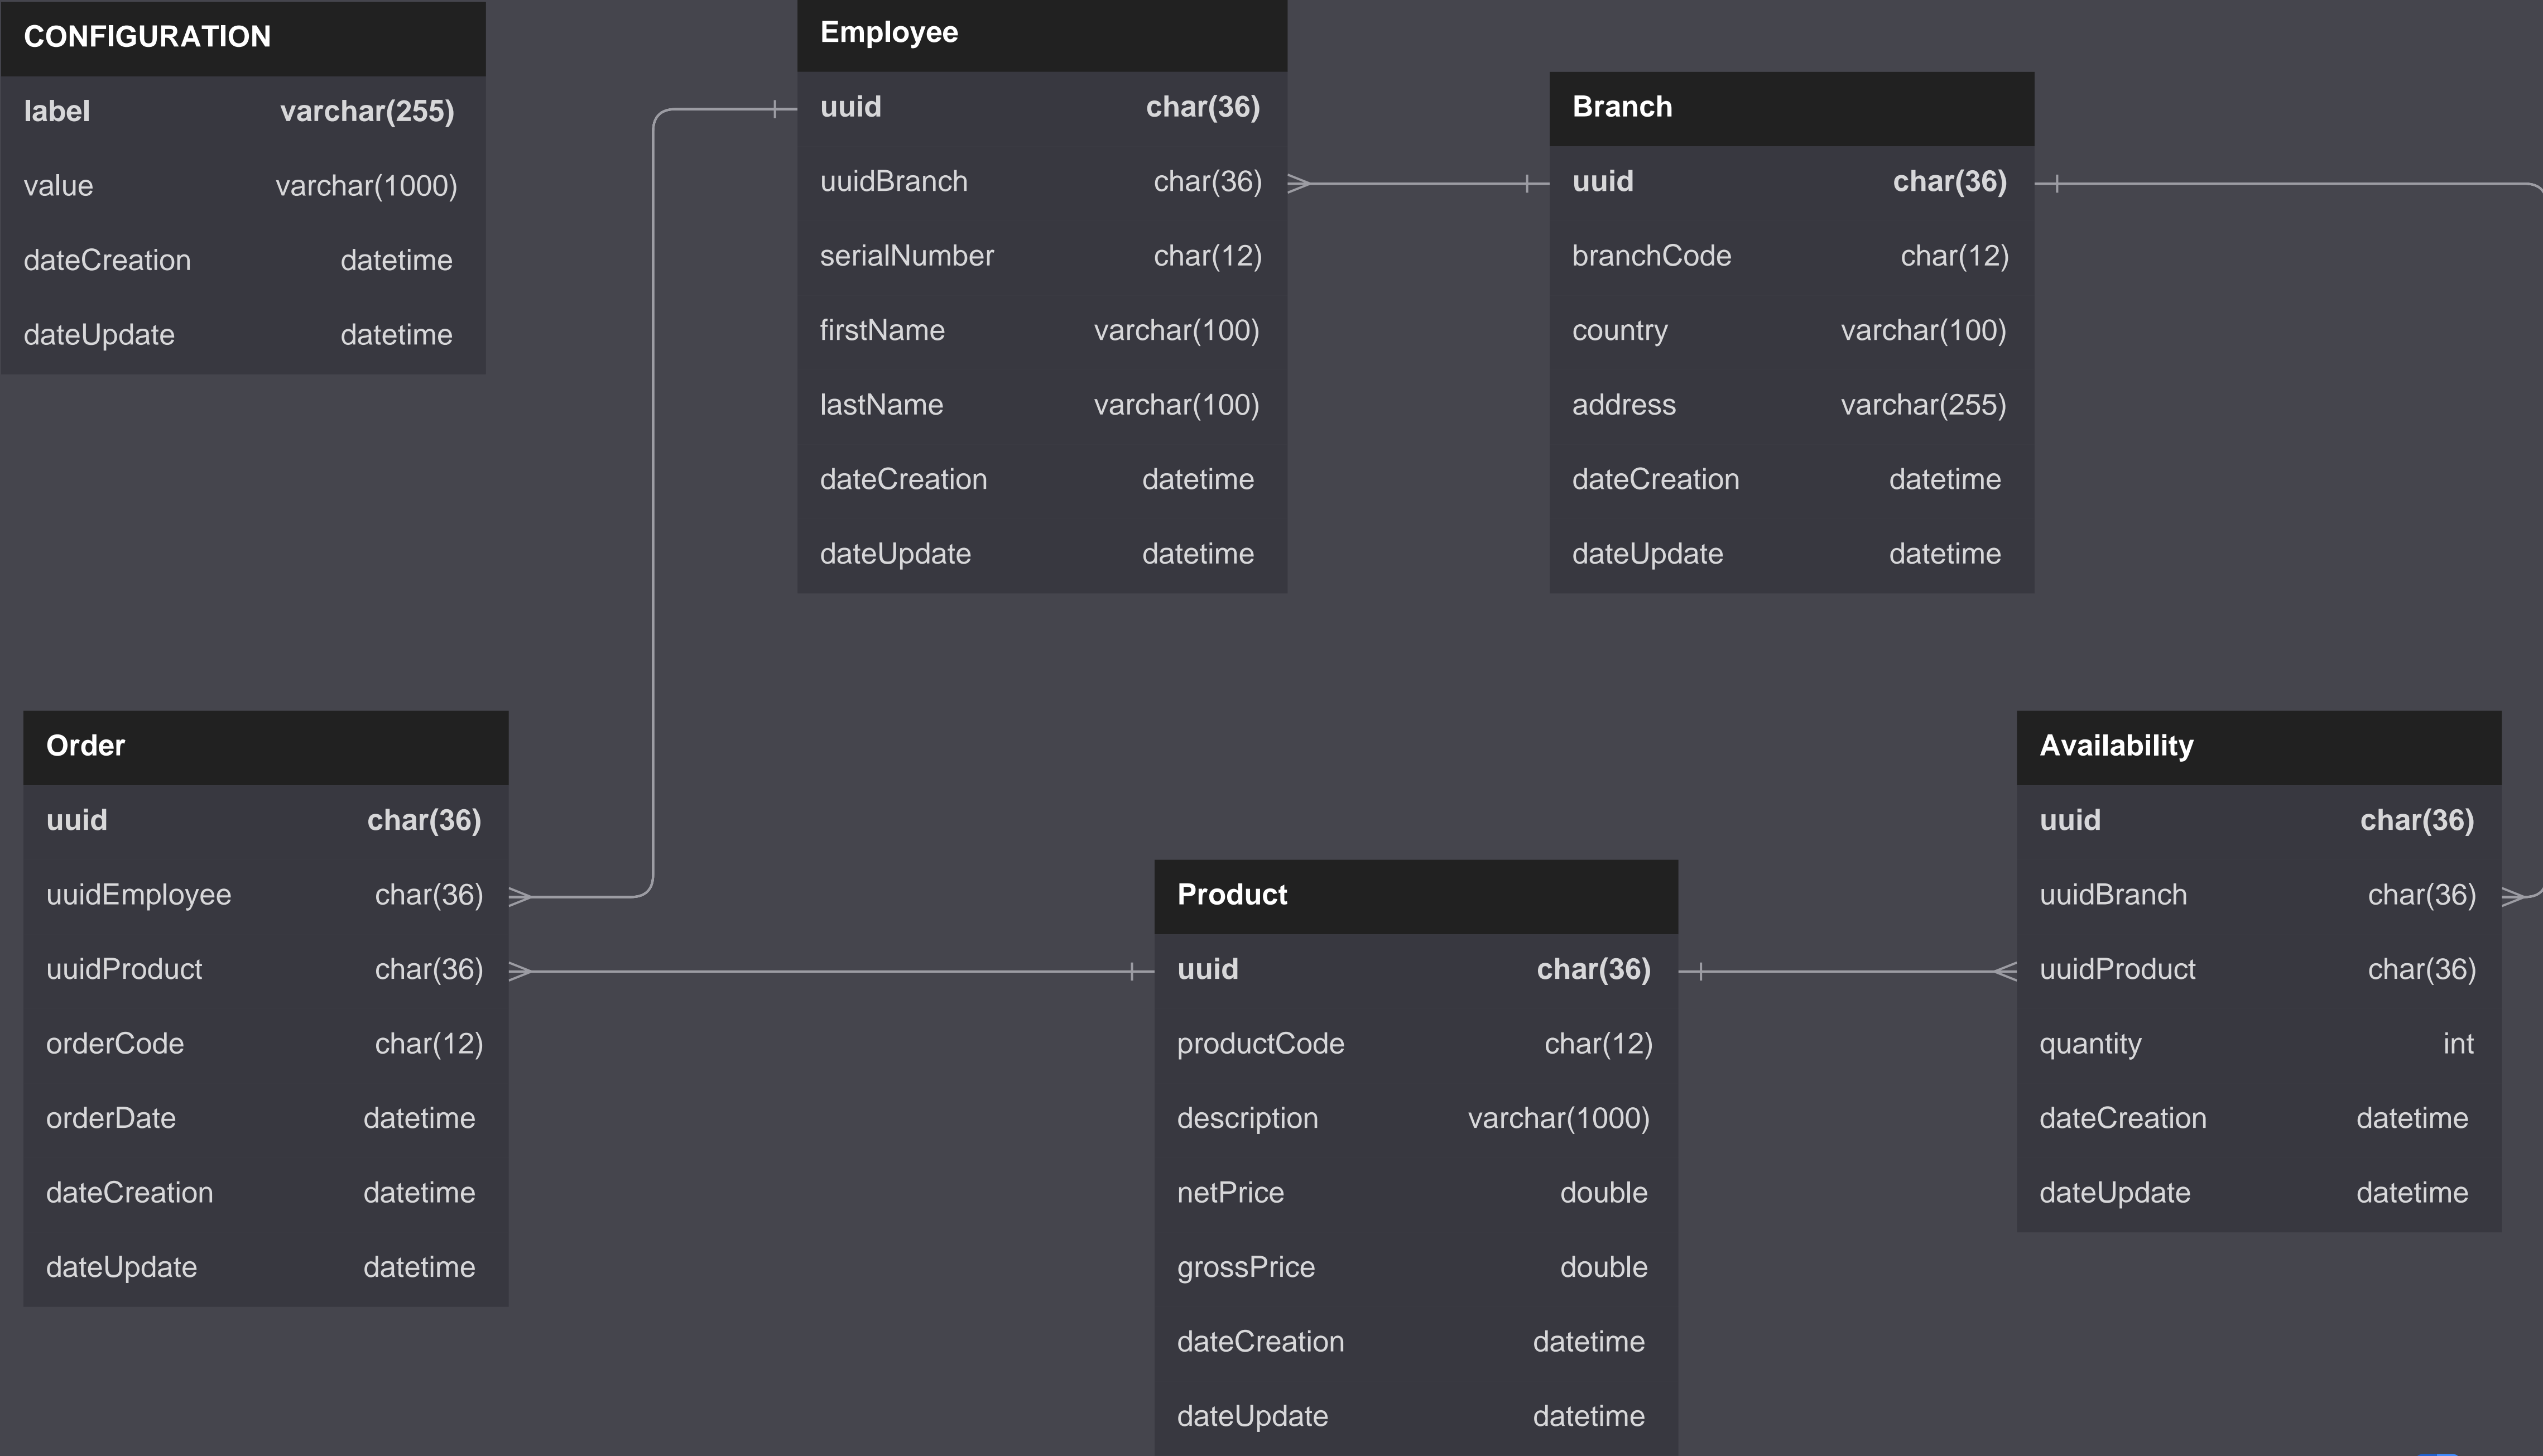 CONFIGURATION
label varchar(255)
value varchar(1000)
dateCreation datetime
dateUpdate datetime
Employee
uuid char(36)
uuidBranch char(36)
serialNumber char(12)
firstName varchar(100)
lastName varchar(100)
dateCreation datetime
dateUpdate datetime
Branch
uuid char(36)
branchCode char(12)
country varchar(100)
address varchar(255)
dateCreation datetime
dateUpdate datetime
Order
uuid char(36)
uuidEmployee char(36)
uuidProduct char(36)
orderCode char(12)
orderDate datetime
dateCreation datetime
dateUpdate datetime
Product
uuid char(36)
productCode char(12)
description varchar(1000)
netPrice double
grossPrice double
dateCreation datetime
dateUpdate datetime
Availability
uuid char(36)
uuidBranch char(36)
uuidProduct char(36)
quantity int
dateCreation datetime
dateUpdate datetime